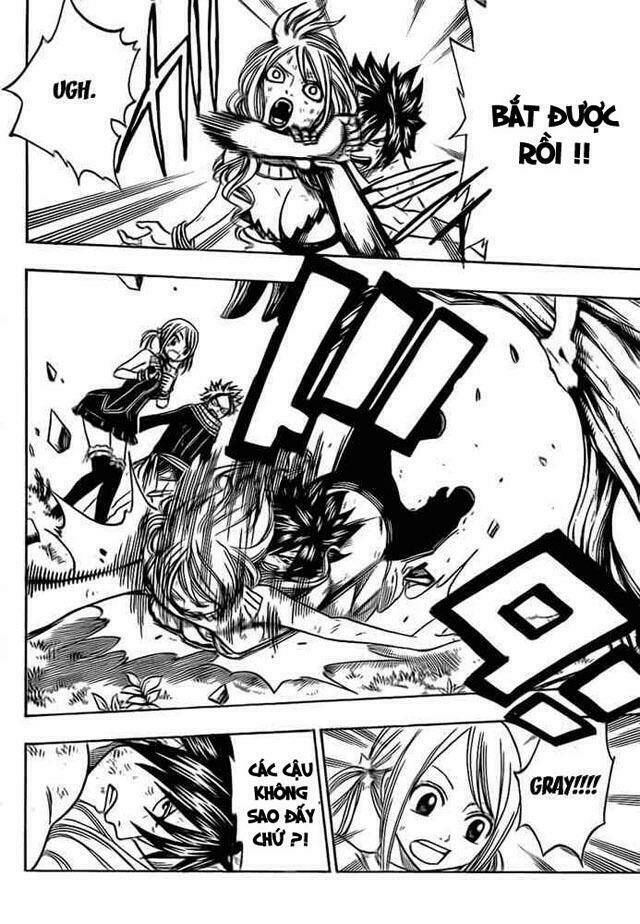 UGH.
BẮT ĐƯỢC
RỒI !!
GRAY!!!!
CÁC CẬU
KHÔNG
SAO ĐẤY
CHỨ ?!